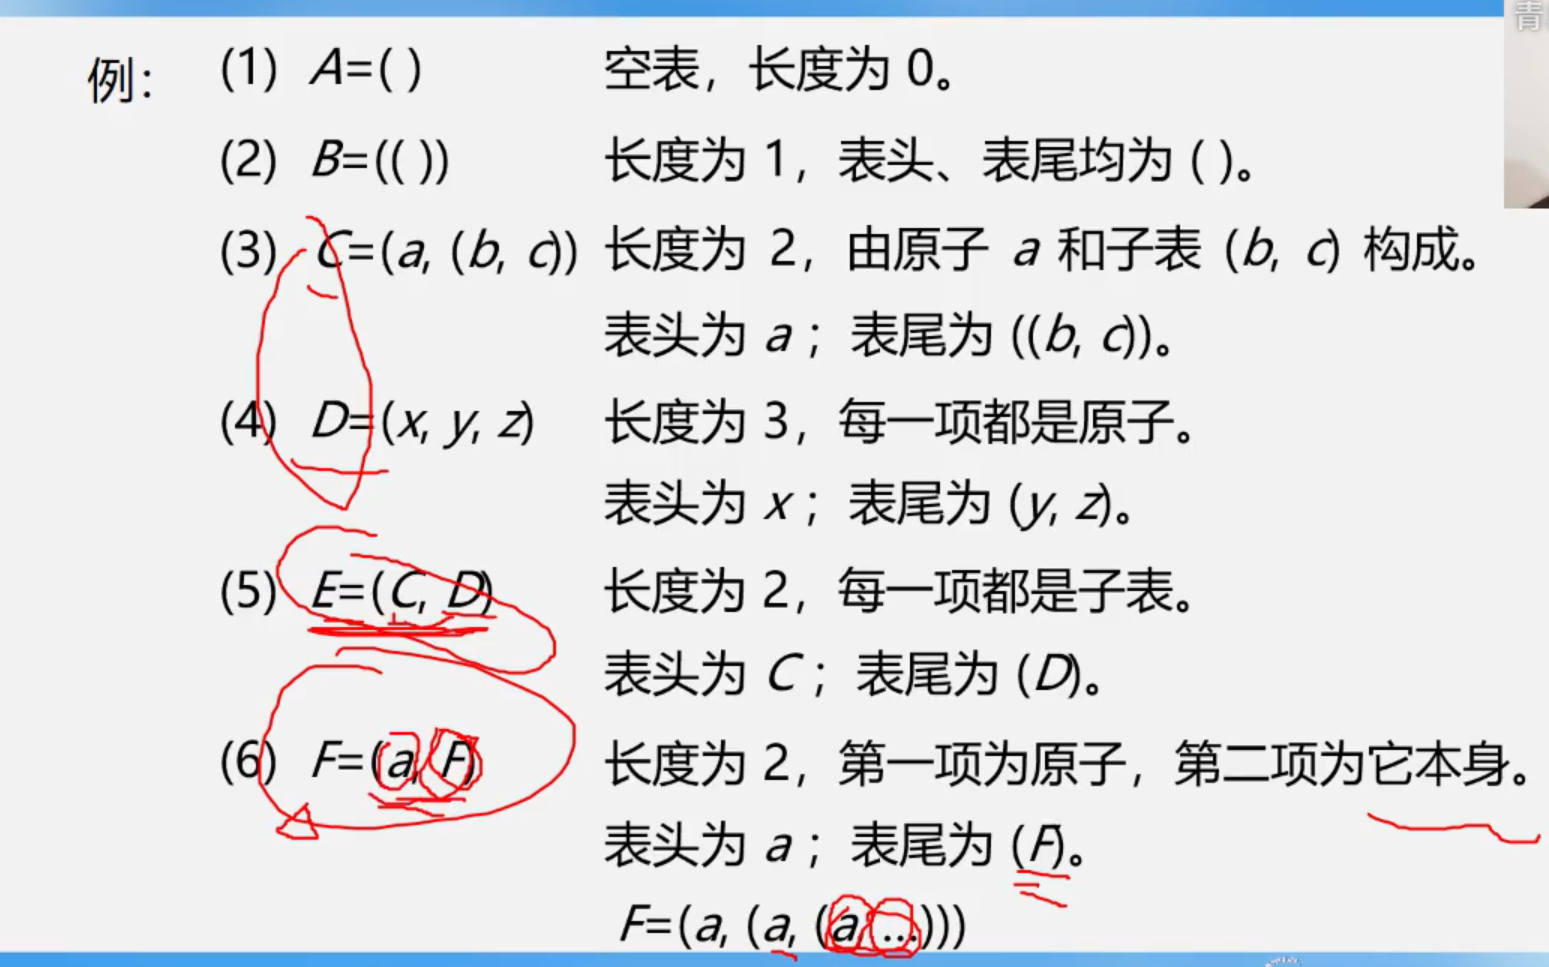 青
例：
(1) A=( ) 空表，长度为 0。
(2) B=(( )) 长度为 1，表头、表尾均为 ( )。
(3) C=(a, (b, c)) 长度为 2，由原子 a 和子表 (b, c) 构成。
表头为 a；表尾为 ((b, c))。
(4) D=(x, y, z) 长度为 3，每一项都是原子。
表头为 x；表尾为 (y, z)。
(5) E=(C, D) 长度为 2，每一项都是子表。
表头为 C；表尾为 (D)。
(6) F=(a, F) 长度为 2，第一项为原子，第二项为它本身。
表头为 a；表尾为 (F)。
F=(a, (a, (a, …)))